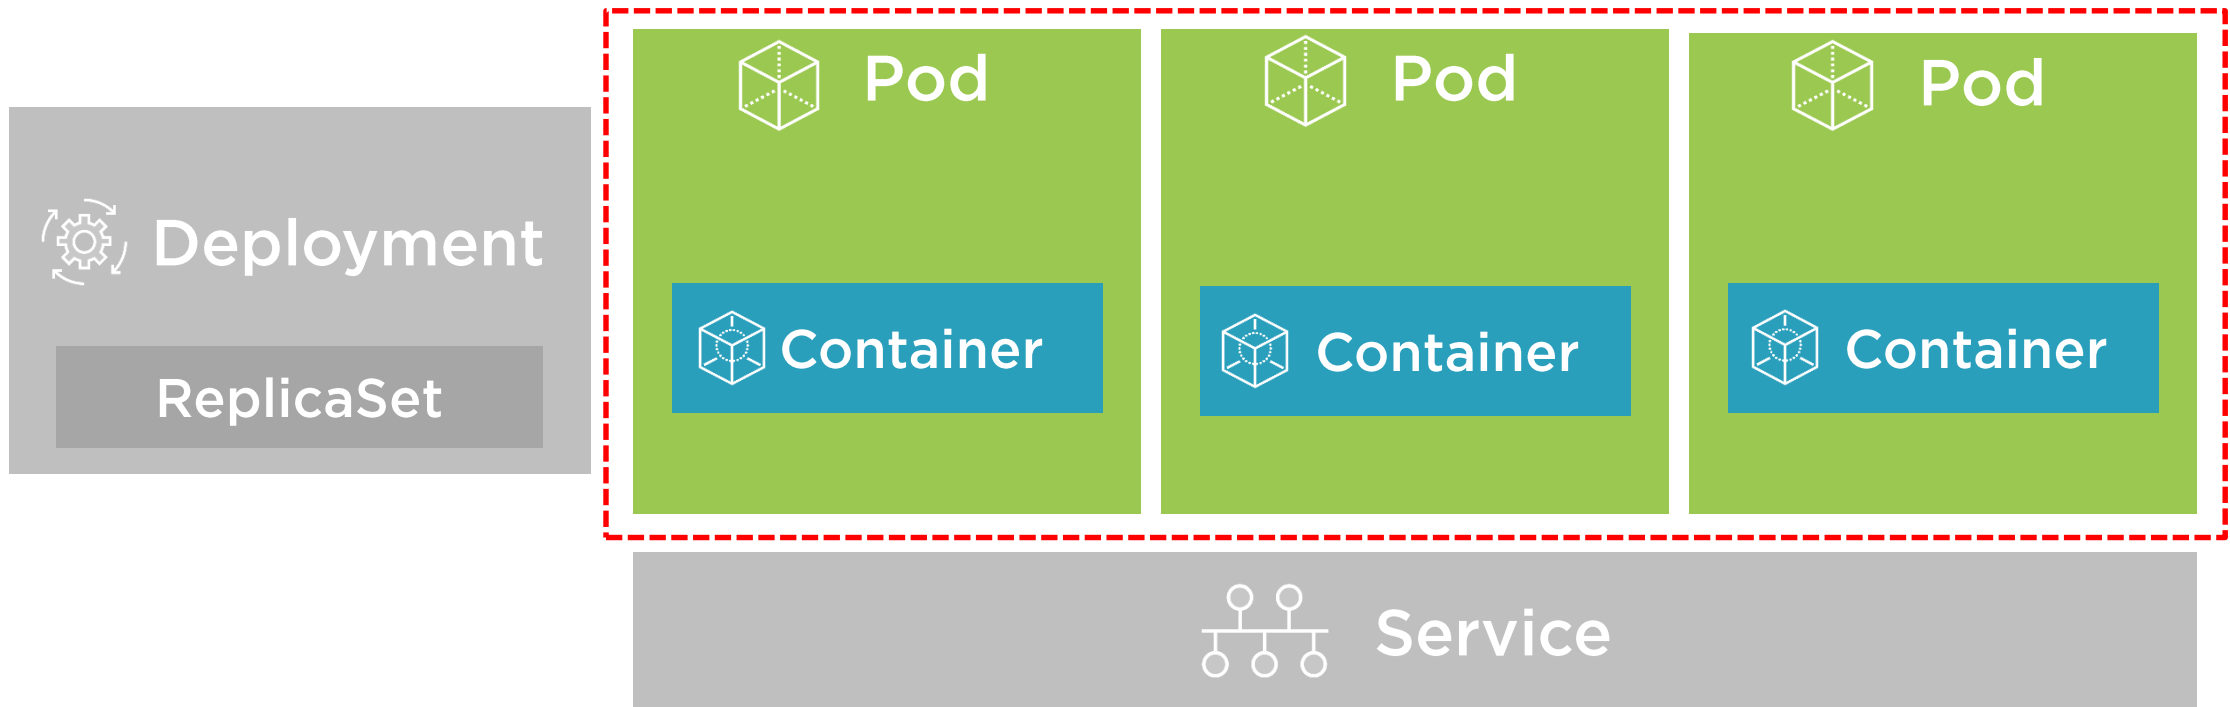 Deployment
ReplicaSet
Pod
Container
Pod
Container
Pod
Container
Service